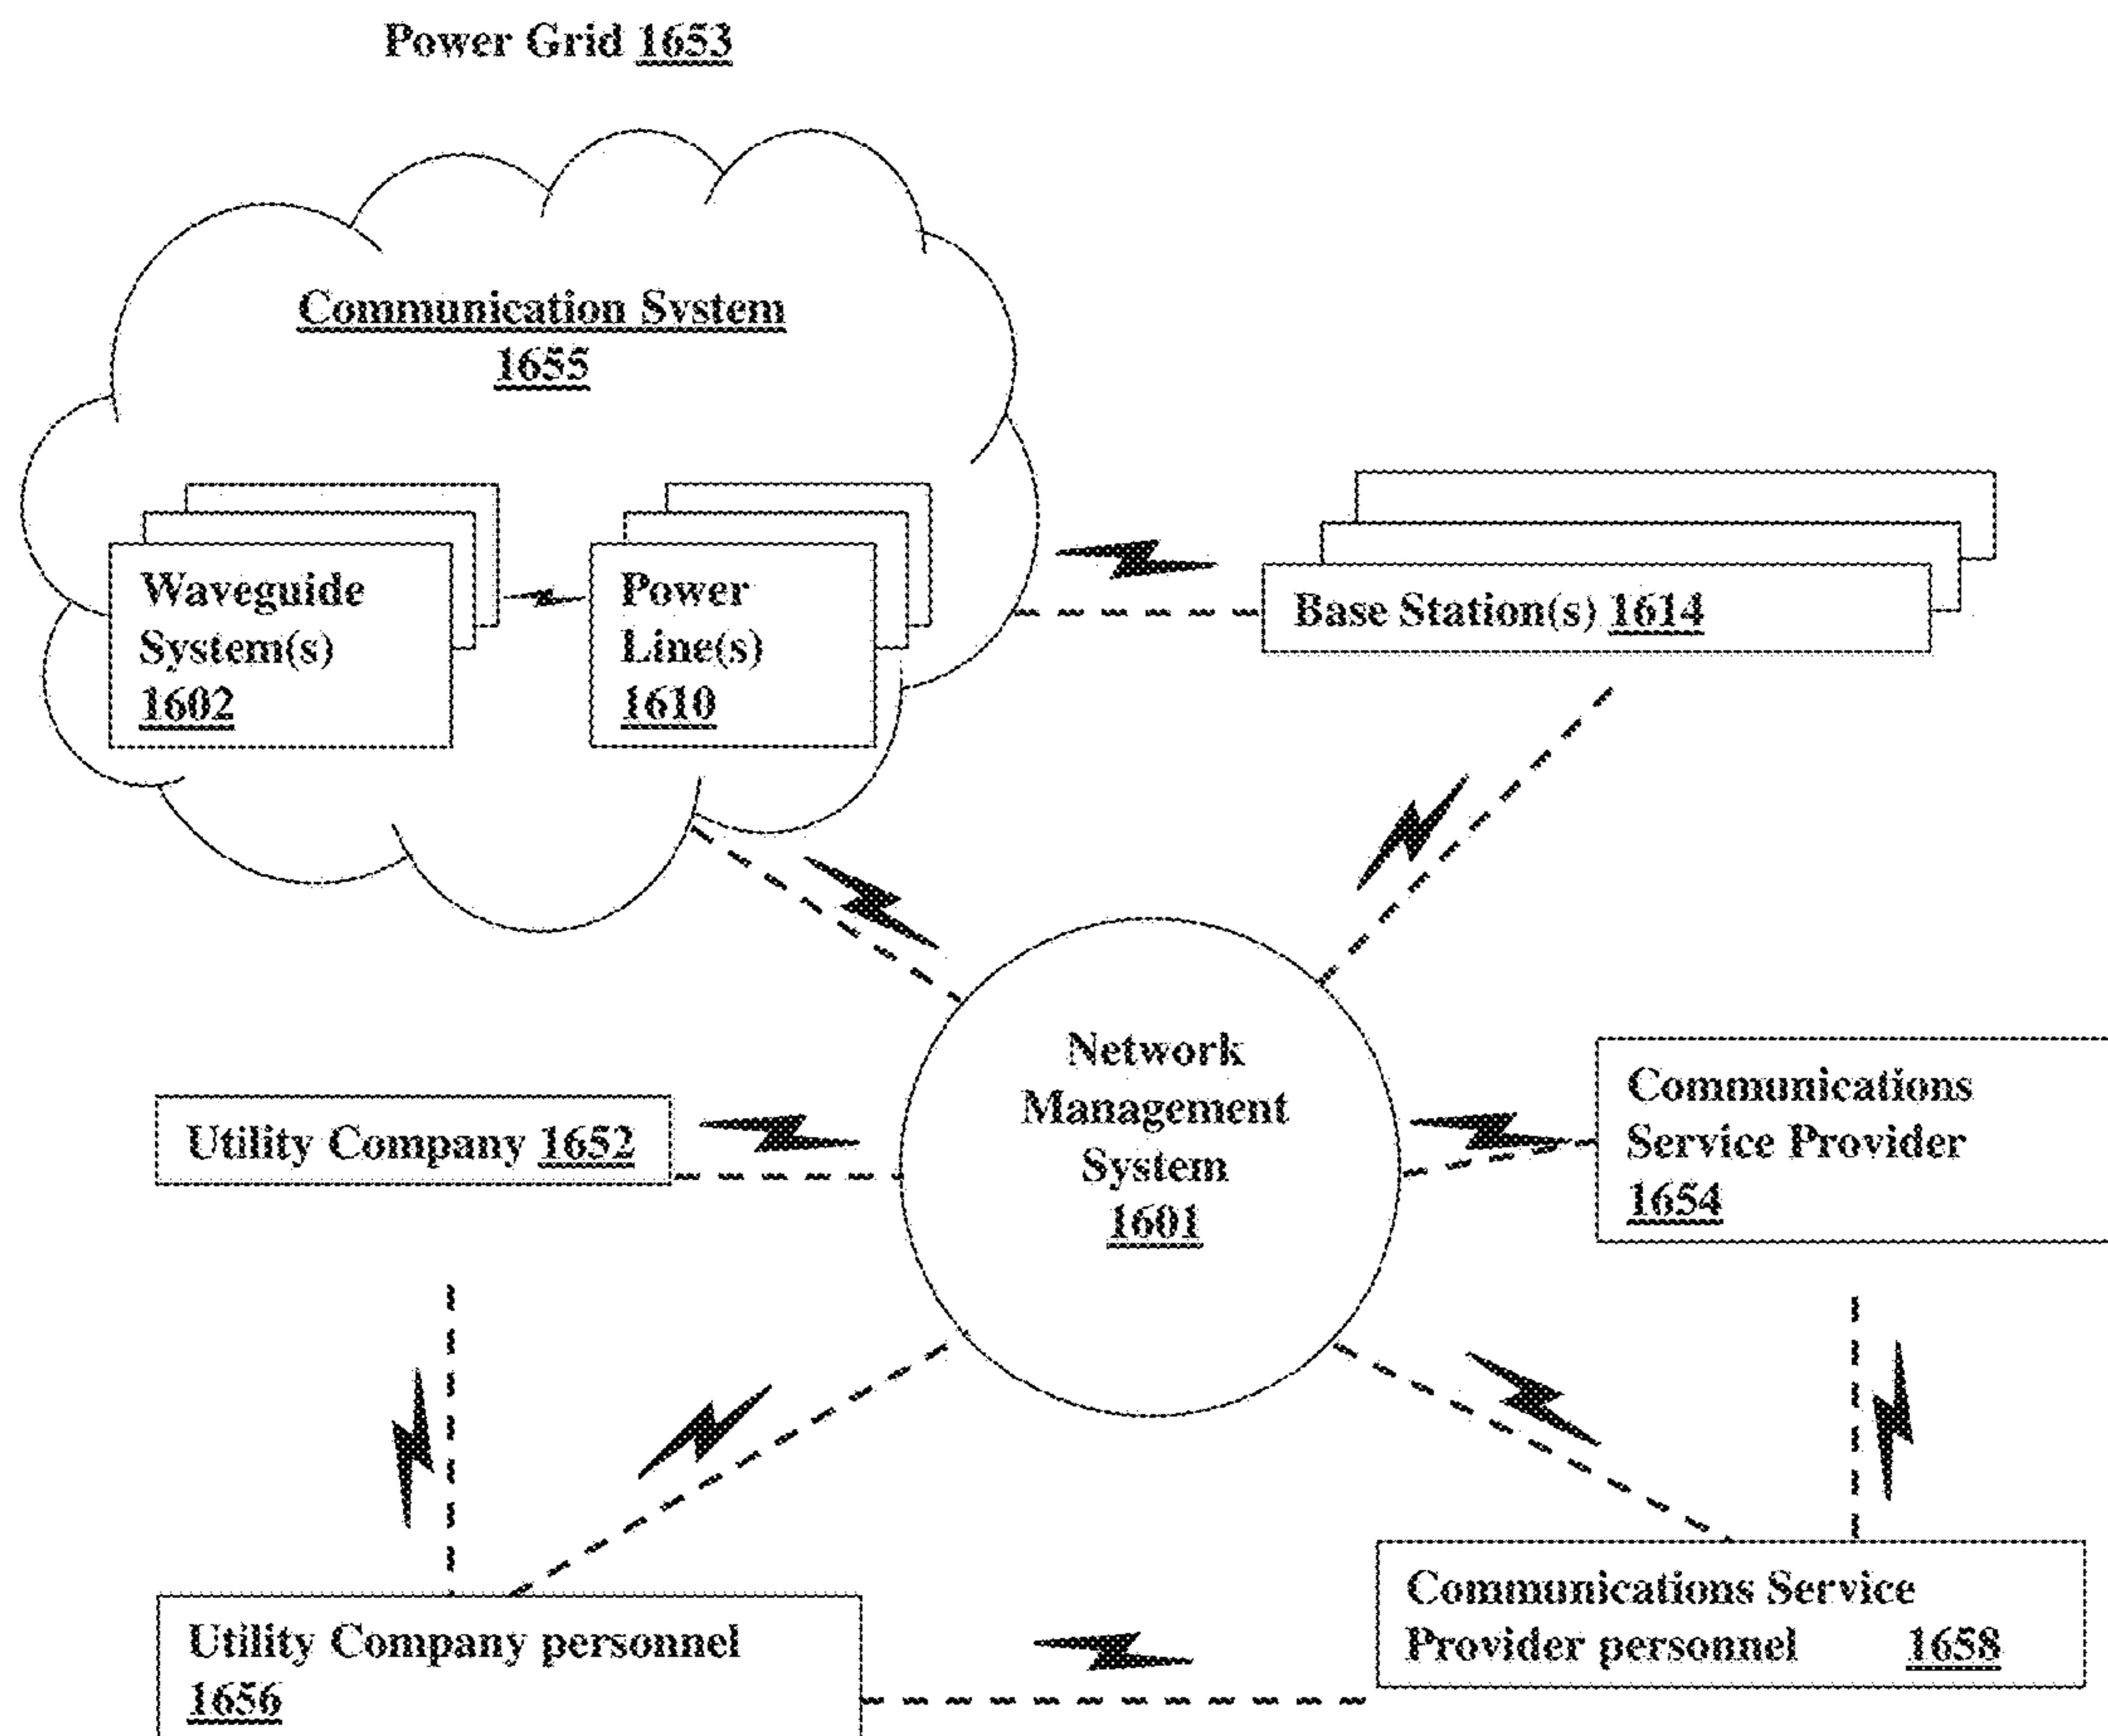 Power Grid 1653
Communication System
1655
Waveguide
System(s)
1602
Power
Line(s)
1610
Base Station(s) 1614
Network
Management
System
1601
Utility Company 1652
Communications
Service Provider
1654
Utility Company personnel
1656
Communications Service
Provider personnel 1658